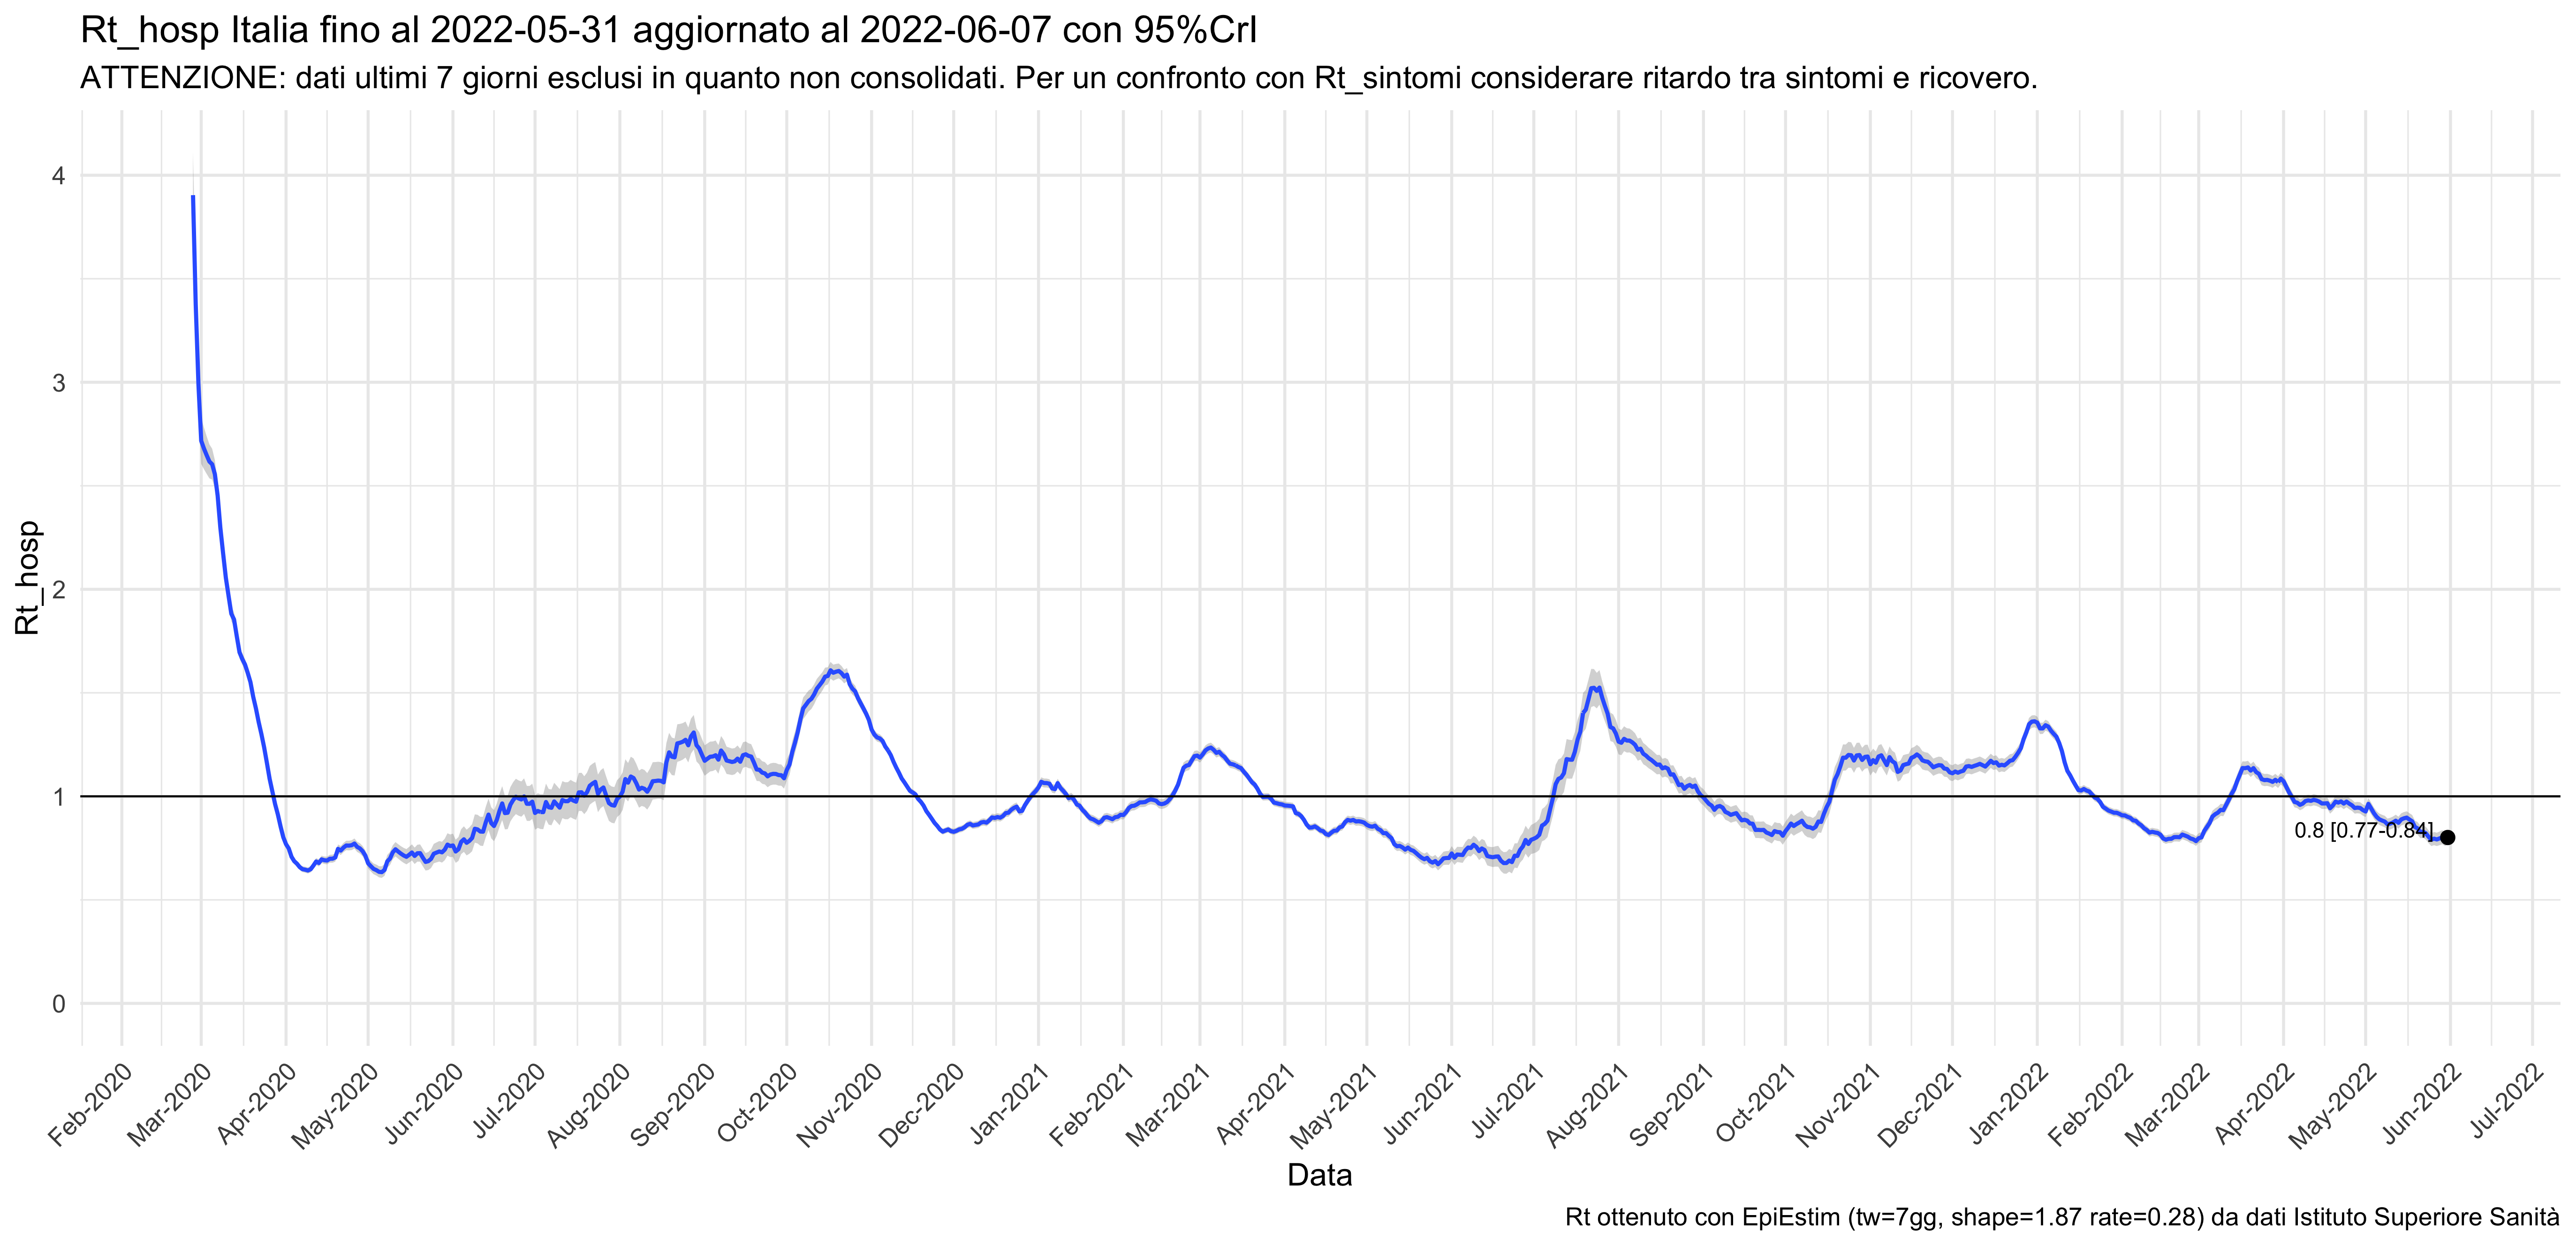 Rt_hosp Italia fino al 2022-05-31 aggiornato al 2022-06-07 con 95%CrI
ATTENZIONE: dati ultimi 7 giorni esclusi in quanto non consolidati. Per un confronto con Rt_sintomi considerare ritardo tra sintomi e ricovero.
Rt_hosp
4
3
2
1
0
0.8 [0.77-0.84]
Feb-2020
Mar-2020
Apr-2020
May-2020
Jun-2020
Jul-2020
Aug-2020
Sep-2020
Oct-2020
Nov-2020
Dec-2020
Jan-2021
Feb-2021
Mar-2021
Apr-2021
May-2021
Jun-2021
Jul-2021
Aug-2021
Sep-2021
Oct-2021
Nov-2021
Dec-2021
Jan-2022
Feb-2022
Mar-2022
Apr-2022
May-2022
Jun-2022
Jul-2022
Data
Rt ottenuto con EpiEstim (tw=7gg, shape=1.87 rate=0.28) da dati Istituto Superiore Sanità